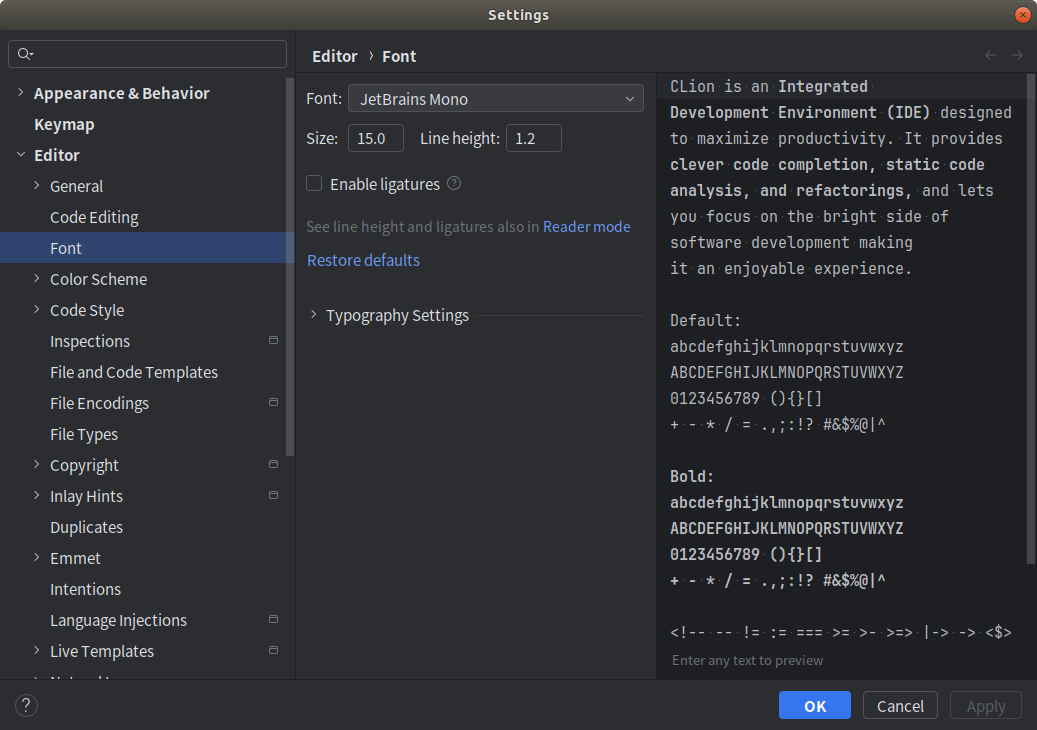 Settings
Editor › Font
Appearance & Behavior
Keymap
Editor
General
Code Editing
Font
Color Scheme
Code Style
Inspections
File and Code Templates
File Encodings
File Types
Copyright
Inlay Hints
Duplicates
Emmet
Intentions
Language Injections
Live Templates
Font: JetBrains Mono
Size: 15.0 Line height: 1.2
Enable ligatures ?
See line height and ligatures also in Reader mode
Restore defaults
Typography Settings
CLion is an Integrated
Development Environment (IDE) designed
to maximize productivity. It provides
clever code completion, static code
analysis, and refactorings, and lets
you focus on the bright side of
software development making
it an enjoyable experience.
Default:
abcdefghijklmnopqrstuvwxyz
ABCDEFGHIJKLMNOPQRSTUVWXYZ
0123456789 (){}[]
+ - * / = .,;:!? #&$%@|^
Bold:
abcdefghijklmnopqrstuvwxyz
ABCDEFGHIJKLMNOPQRSTUVWXYZ
0123456789 (){}[]
+ - * / = .,;:!? #&$%@|^
<!-- -- != := === >= >- >=> |-> -> <$>
Enter any text to preview
? OK Cancel Apply